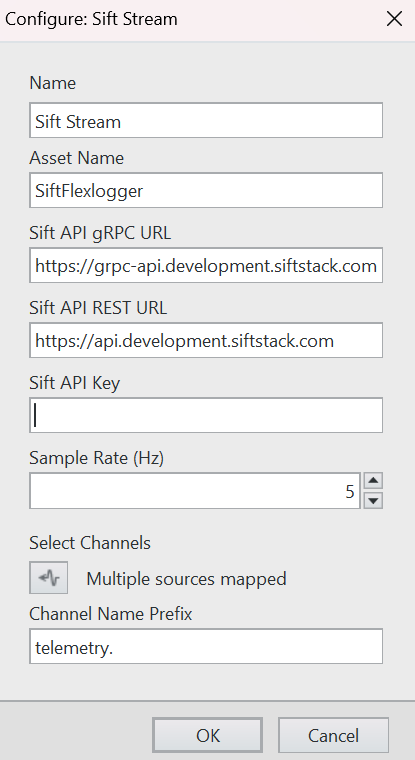 Configure: Sift Stream
Name
Sift Stream
Asset Name
SiftFlexlogger
Sift API gRPC URL
https://grpc-api.development.siftstack.com
Sift API REST URL
https://api.development.siftstack.com
Sift API Key
Sample Rate (Hz)
5
Select Channels
Multiple sources mapped
Channel Name Prefix
telemetry.
OK
Cancel